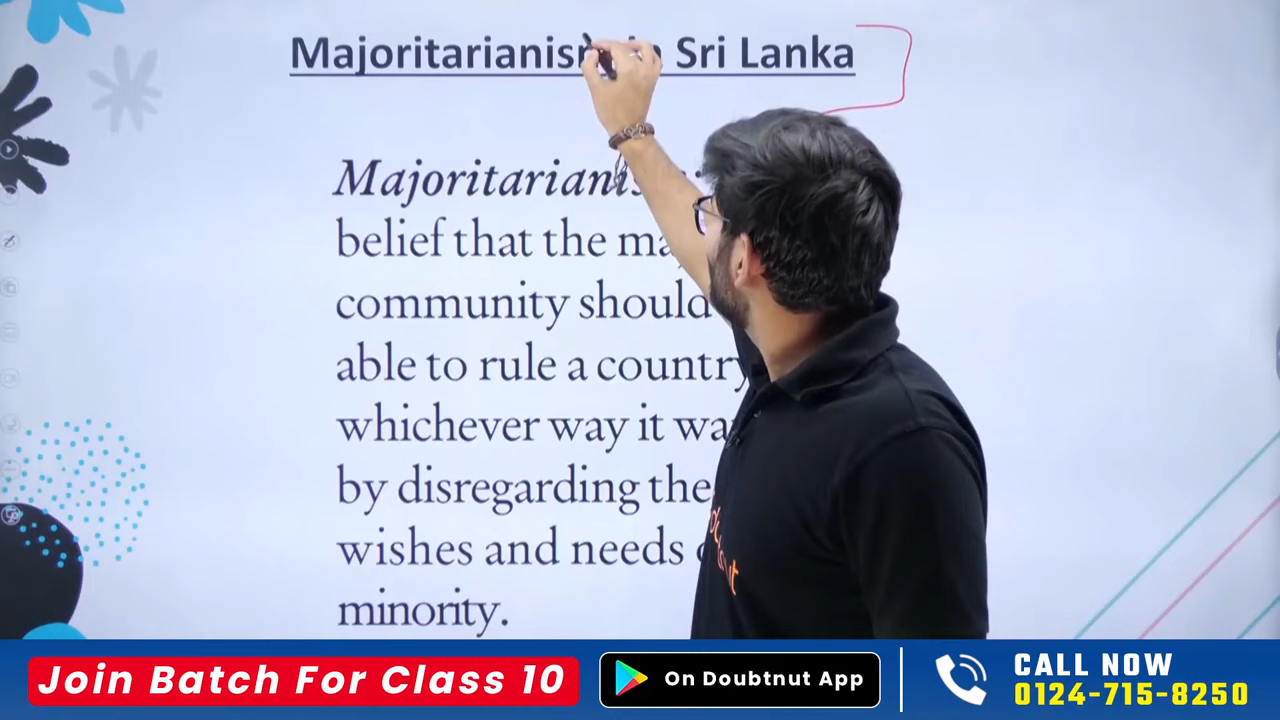 Majoritarianism in Sri Lanka
Majoritarianis
belief that the ma
community should
able to rule a country
whichever way it wa
by disregarding the
wishes and needs
minority.
Join Batch For Class 10
On Doubtnut App
CALL NOW
0124-715-8250